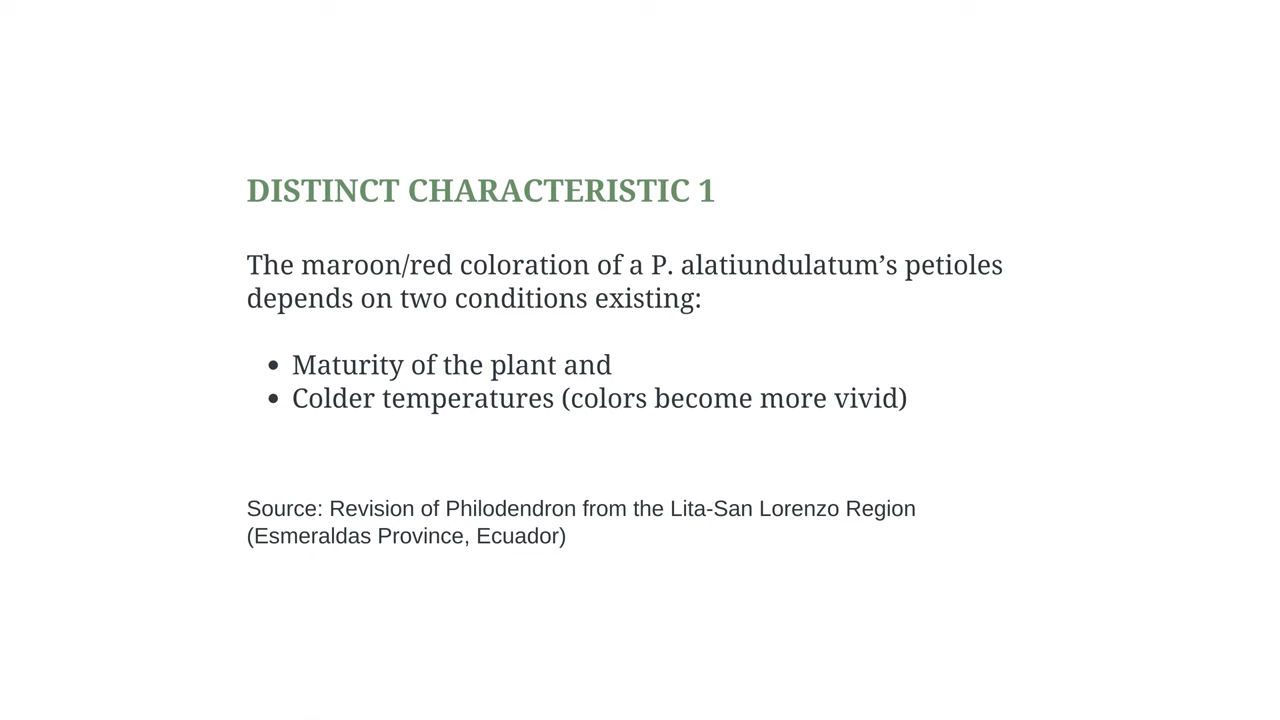 DISTINCT CHARACTERISTIC 1
The maroon/red coloration of a P. alatiundulatum’s petioles
depends on two conditions existing:
• Maturity of the plant and
• Colder temperatures (colors become more vivid)
Source: Revision of Philodendron from the Lita-San Lorenzo Region
(Esmeraldas Province, Ecuador)